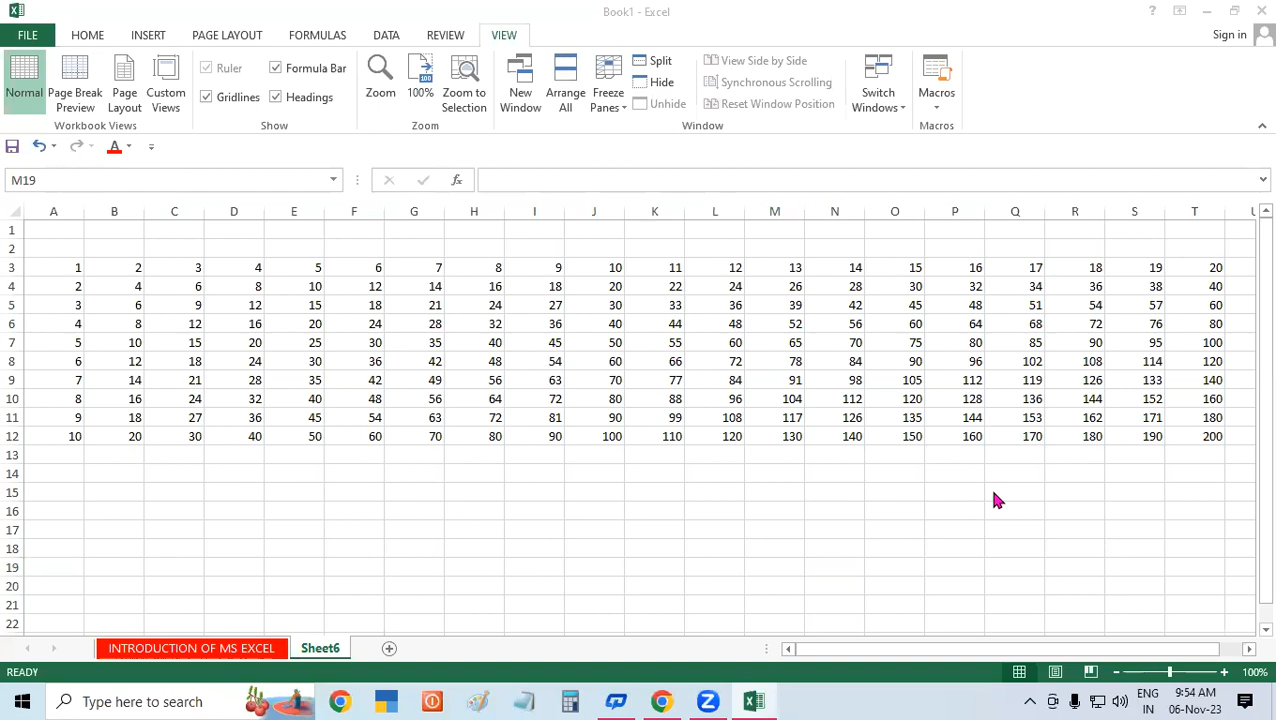 Book1 - Excel
?
FILE HOME INSERT PAGE LAYOUT FORMULAS DATA REVIEW VIEW Sign in
Normal Page Break Preview Page Layout Custom Views
Workbook Views
Ruler Formula Bar
Gridlines Headings
Show
Zoom 100% Zoom to Selection
Zoom
New Window Arrange All Freeze Panes
Split
Hide
Unhide
View Side by Side
Synchronous Scrolling
Reset Window Position
Switch Windows
Window
Macros
Macros
M19 fx
A B C D E F G H I J K L M N O P Q R S T U
1
2
3 1 2 3 4 5 6 7 8 9 10 11 12 13 14 15 16 17 18 19 20
4 2 4 6 8 10 12 14 16 18 20 22 24 26 28 30 32 34 36 38 40
5 3 6 9 12 15 18 21 24 27 30 33 36 39 42 45 48 51 54 57 60
6 4 8 12 16 20 24 28 32 36 40 44 48 52 56 60 64 68 72 76 80
7 5 10 15 20 25 30 35 40 45 50 55 60 65 70 75 80 85 90 95 100
8 6 12 18 24 30 36 42 48 54 60 66 72 78 84 90 96 102 108 114 120
9 7 14 21 28 35 42 49 56 63 70 77 84 91 98 105 112 119 126 133 140
10 8 16 24 32 40 48 56 64 72 80 88 96 104 112 120 128 136 144 152 160
11 9 18 27 36 45 54 63 72 81 90 99 108 117 126 135 144 153 162 171 180
12 10 20 30 40 50 60 70 80 90 100 110 120 130 140 150 160 170 180 190 200
13
14
15
16
17
18
19
20
21
22
INTRODUCTION OF MS EXCEL Sheet6
READY 100%
Type here to search
ENG
IN
9:54 AM
06-Nov-23